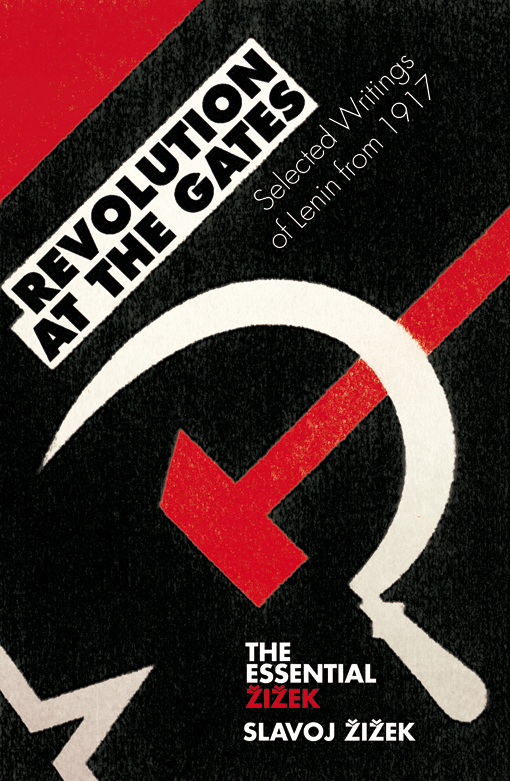 REVOLUTION
AT THE GATES
Selected Writings
of Lenin from 1917
THE
ESSENTIAL
ŽIŽEK
SLAVOJ ŽIŽEK